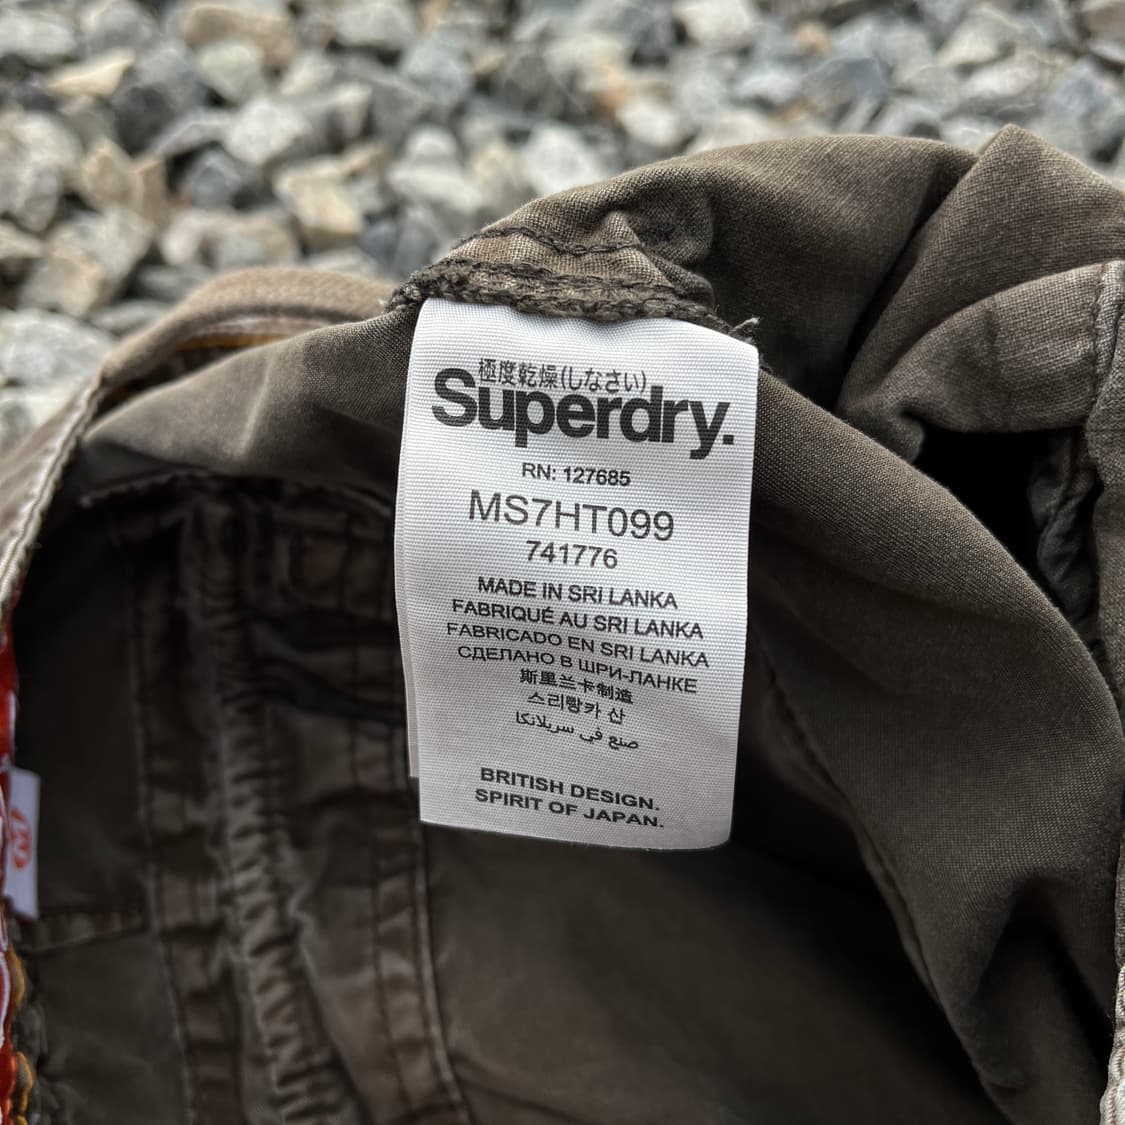 極度乾燥(しなさい)
Superdry.
RN: 127685
MS7HT099
741776
MADE IN SRI LANKA
FABRIQUÉ AU SRI LANKA
FABRICADO EN SRI LANKA
СДЕЛАНО В ШРИ-ЛАНКЕ
斯里兰卡制造
스리랑카 산
صنع في سريلانكا
BRITISH DESIGN.
SPIRIT OF JAPAN.
M